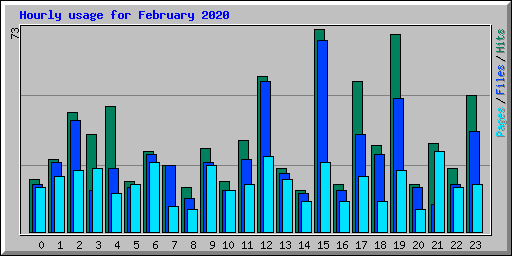 Hourly usage for February 2020
73
Pages / Files / Hits
0 1 2 3 4 5 6 7 8 9 10 11 12 13 14 15 16 17 18 19 20 21 22 23